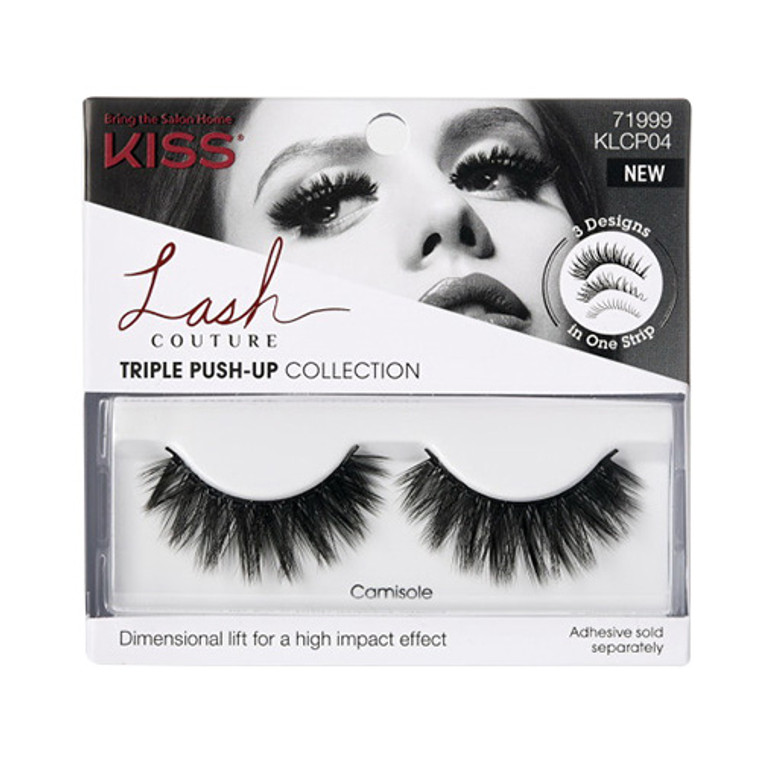 Bring the Salon Home
KISS®
71999
KLCP04
NEW
3 Designs
in One Strip
Lash
COUTURE
TRIPLE PUSH-UP COLLECTION
Camisole
Dimensional lift for a high impact effect
Adhesive sold
separately